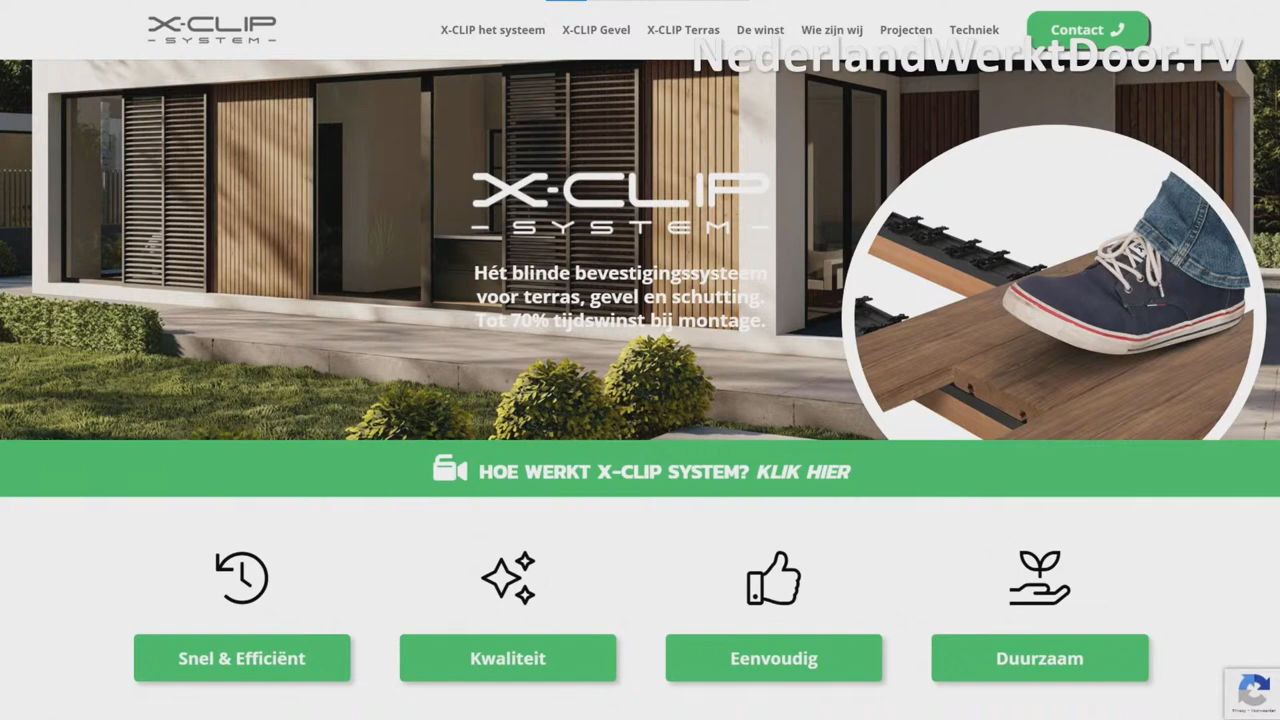 X-CLIP
SYSTEM
X-CLIP het systeem
X-CLIP Gevel
X-CLIP Terras
De winst
Wie zijn wij
Projecten
Techniek
Contact
NederlandWerktDoor.TV
X-CLIP
SYSTEM
Hét blinde bevestigingssysteem
voor terras, gevel en schutting.
Tot 70% tijdswinst bij montage.
HOE WERKT X-CLIP SYSTEM? KLIK HIER
Snel & Efficiënt
Kwaliteit
Eenvoudig
Duurzaam
Privacy - Voorwaarden